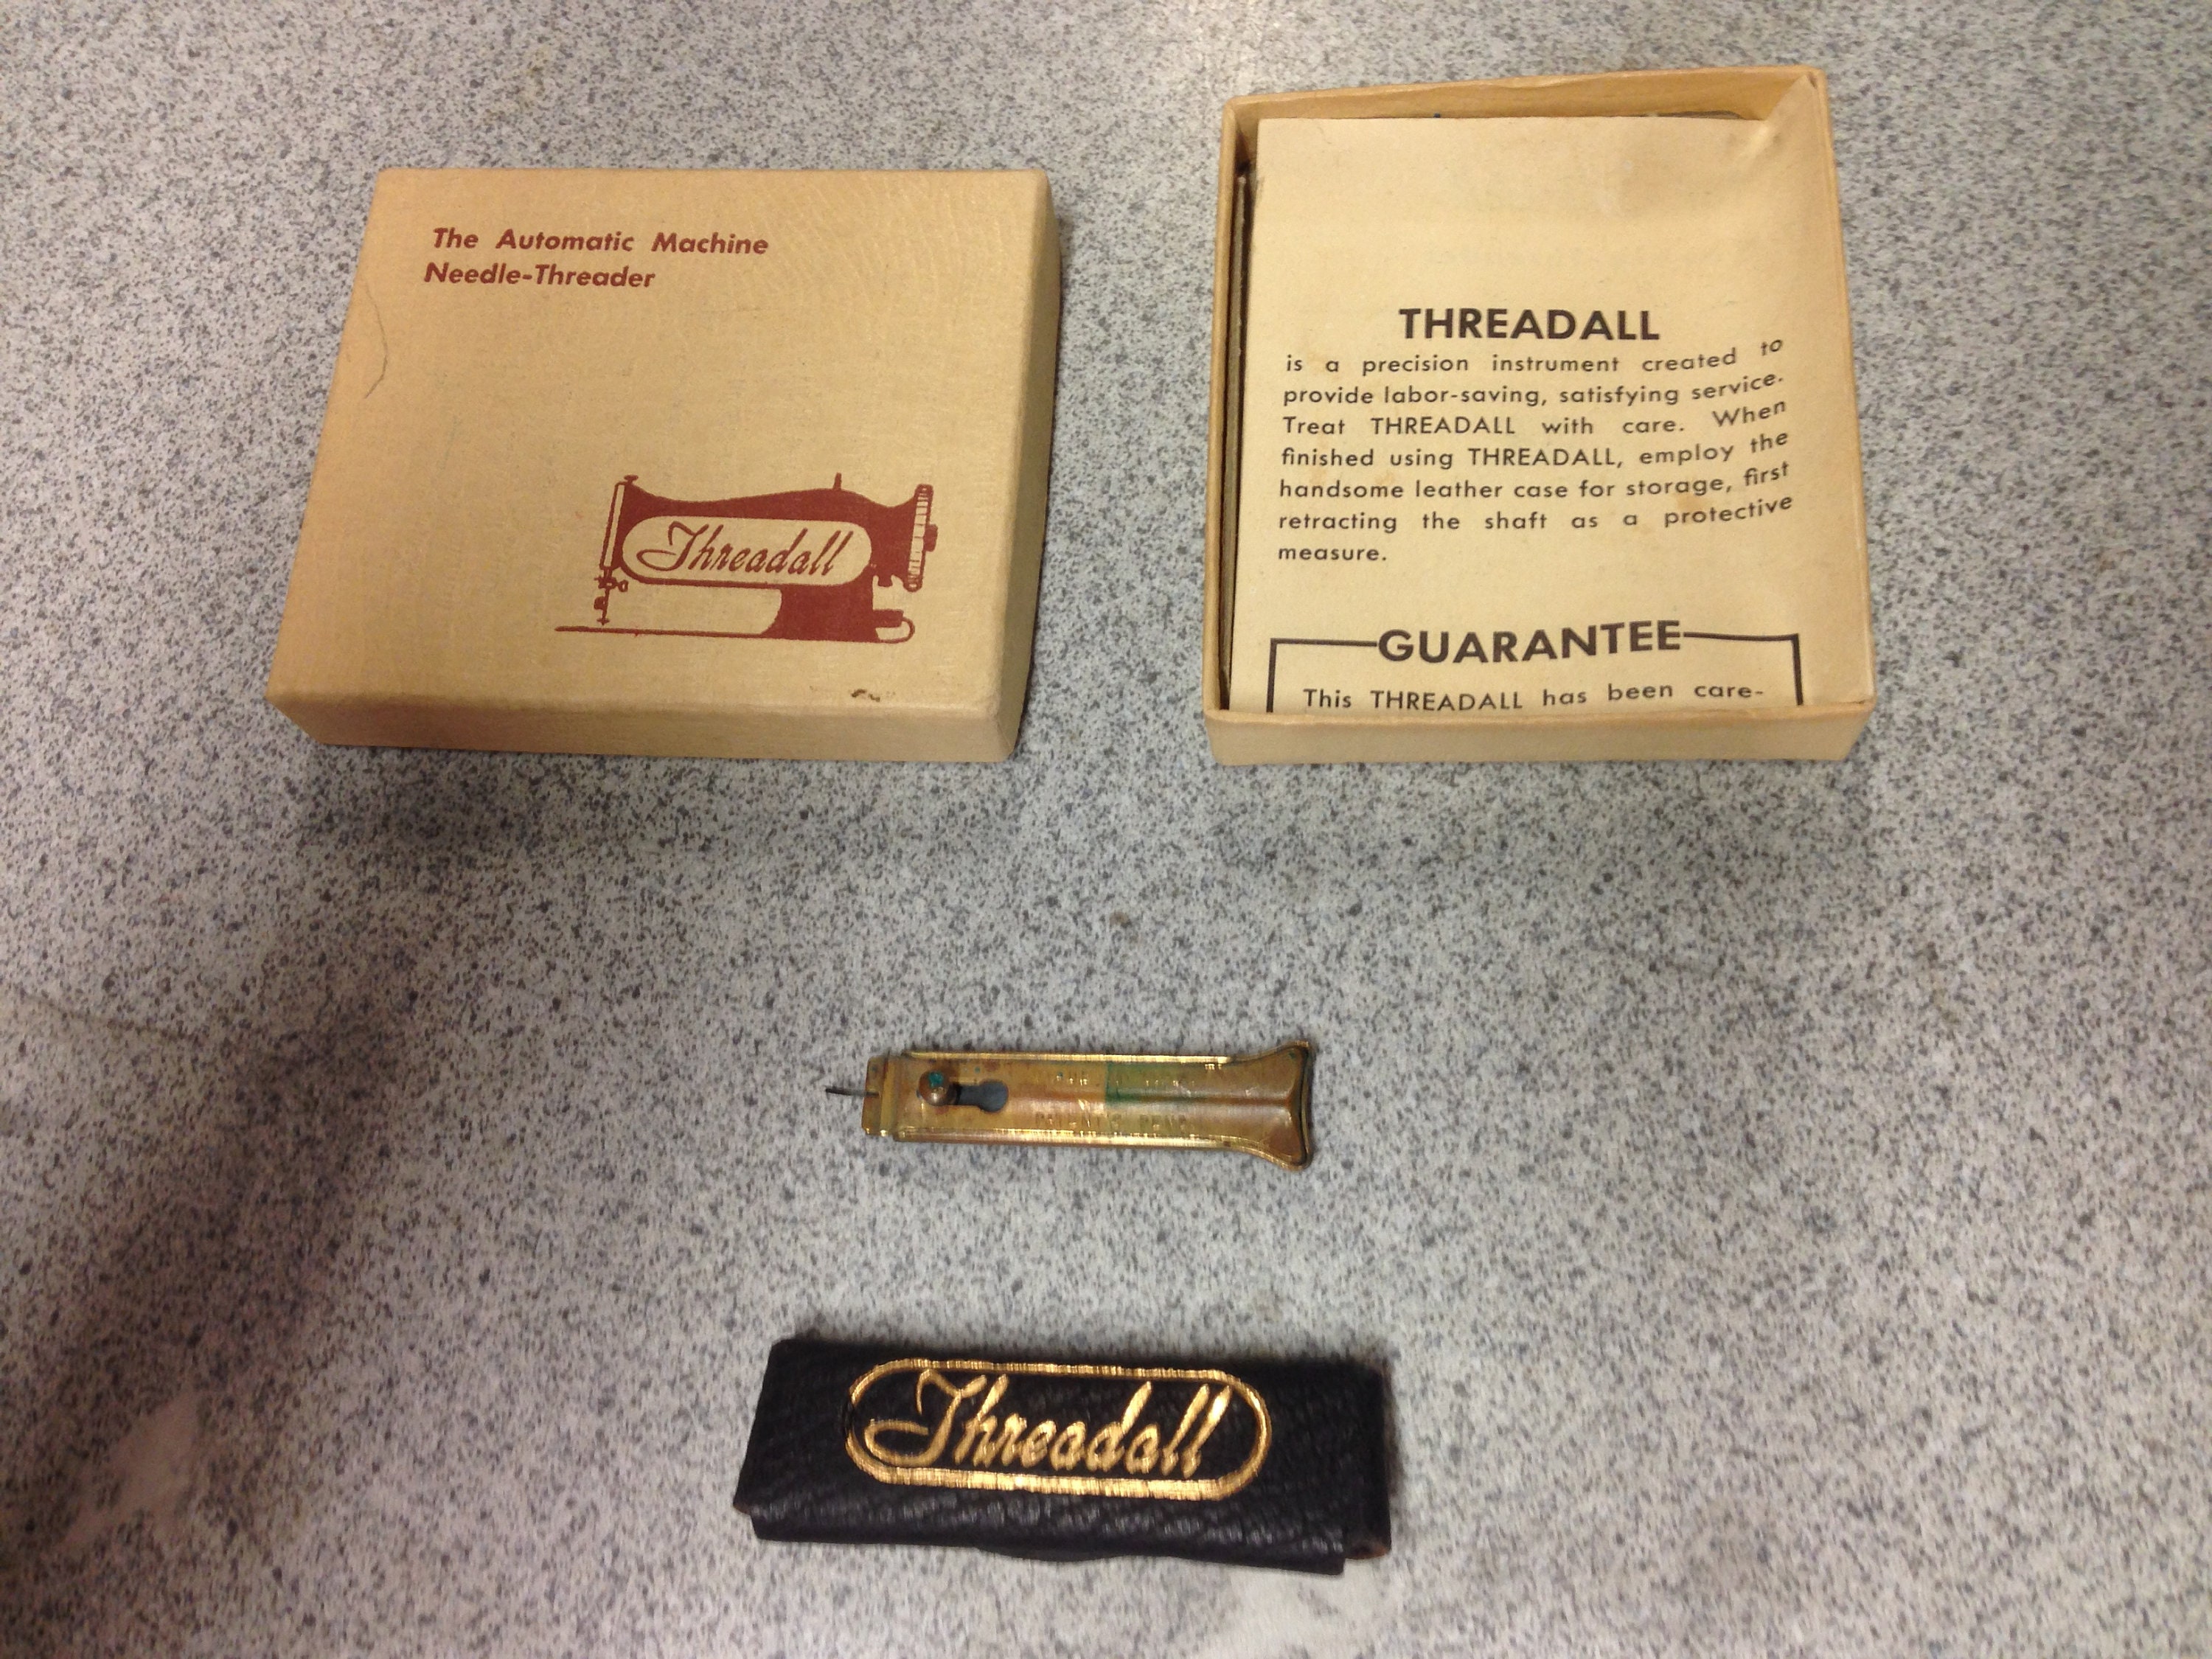 The Automatic Machine
Needle-Threader
Threadall
THREADALL
is a precision instrument created to
provide labor-saving, satisfying service.
Treat THREADALL with care. When
finished using THREADALL, employ the
handsome leather case for storage, first
retracting the shaft as a protective
measure.
GUARANTEE
This THREADALL has been care-
Threadall